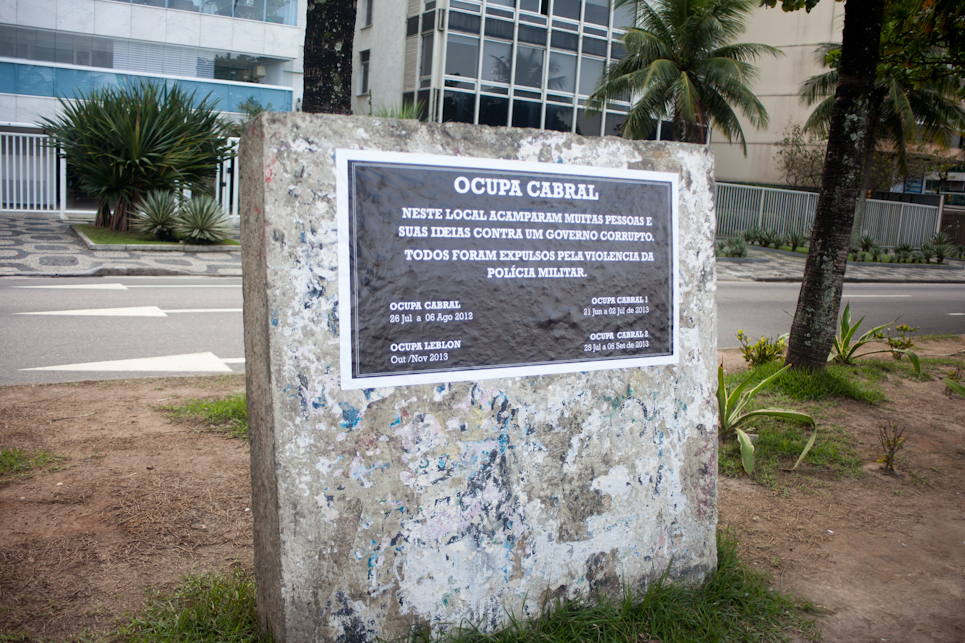 OCUPA CABRAL
NESTE LOCAL ACAMPARAM MUITAS PESSOAS E
SUAS IDEIAS CONTRA UM GOVERNO CORRUPTO.
TODOS FORAM EXPULSOS PELA VIOLENCIA DA
POLÍCIA MILITAR.
OCUPA CABRAL
26 Jul a 06 Ago 2012
OCUPA LEBLON
Out /Nov 2013
OCUPA CABRAL 1
21 Jun a 02 Jul de 2013
OCUPA CABRAL 2
23 Jul a 06 Set de 2013